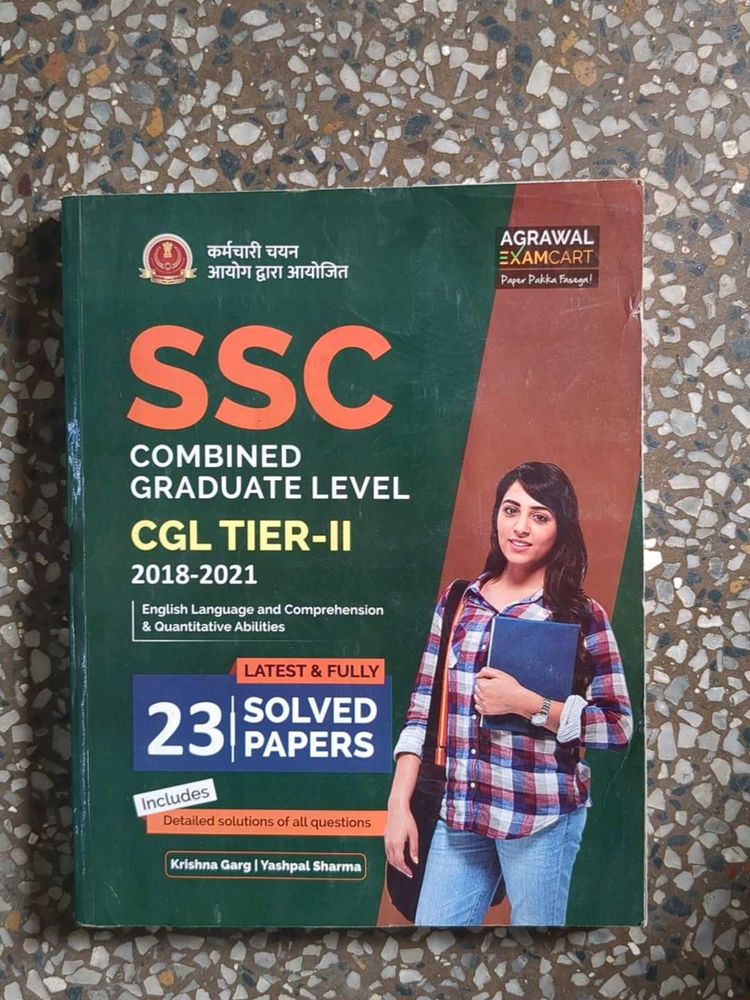 कर्मचारी चयन
आयोग द्वारा आयोजित
AGRAWAL
EXAMCART
Paper Pakka Fasega!
SSC
COMBINED
GRADUATE LEVEL
CGL TIER-II
2018-2021
English Language and Comprehension
& Quantitative Abilities
LATEST & FULLY
23 SOLVED
PAPERS
Includes
Detailed solutions of all questions
Krishna Garg | Yashpal Sharma